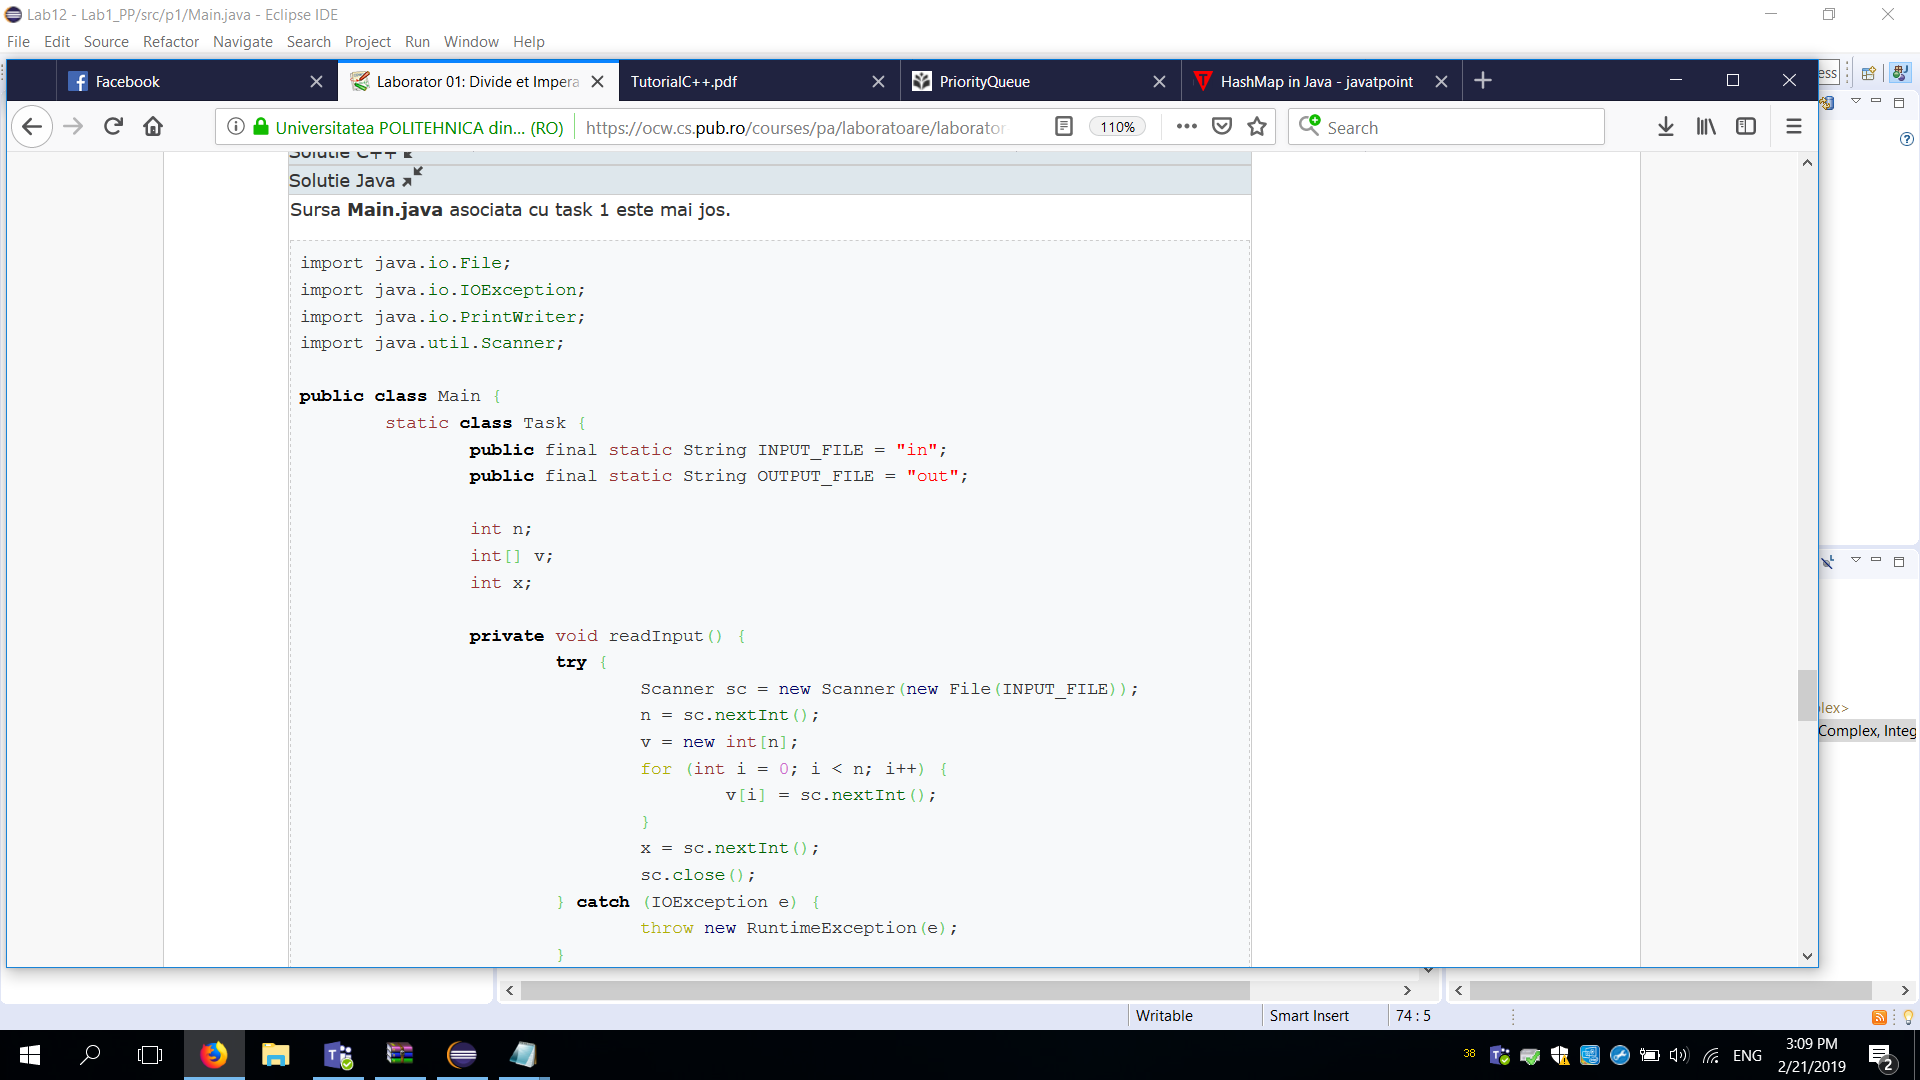 Lab12 - Lab1_PP/src/p1/Main.java - Eclipse IDE
File Edit Source Refactor Navigate Search Project Run Window Help
Facebook
Laborator 01: Divide et Impera
TutorialC++.pdf
PriorityQueue
HashMap in Java - javatpoint
ess
Universitatea POLITEHNICA din... (RO)
https://ocw.cs.pub.ro/courses/pa/laboratoare/laborator
110%
Search
Solutie C++
Solutie Java
Sursa Main.java asociata cu task 1 este mai jos.
import java.io.File;
import java.io.IOException;
import java.io.PrintWriter;
import java.util.Scanner;
public class Main {
static class Task {
public final static String INPUT_FILE = "in";
public final static String OUTPUT_FILE = "out";
int n;
int[] v;
int x;
private void readInput() {
try {
Scanner sc = new Scanner(new File(INPUT_FILE));
n = sc.nextInt();
v = new int[n];
for (int i = 0; i < n; i++) {
v[i] = sc.nextInt();
}
x = sc.nextInt();
sc.close();
} catch (IOException e) {
throw new RuntimeException(e);
}
lex>
Complex, Integ
Writable
Smart Insert
74 : 5
38
ENG
3:09 PM
2/21/2019
2